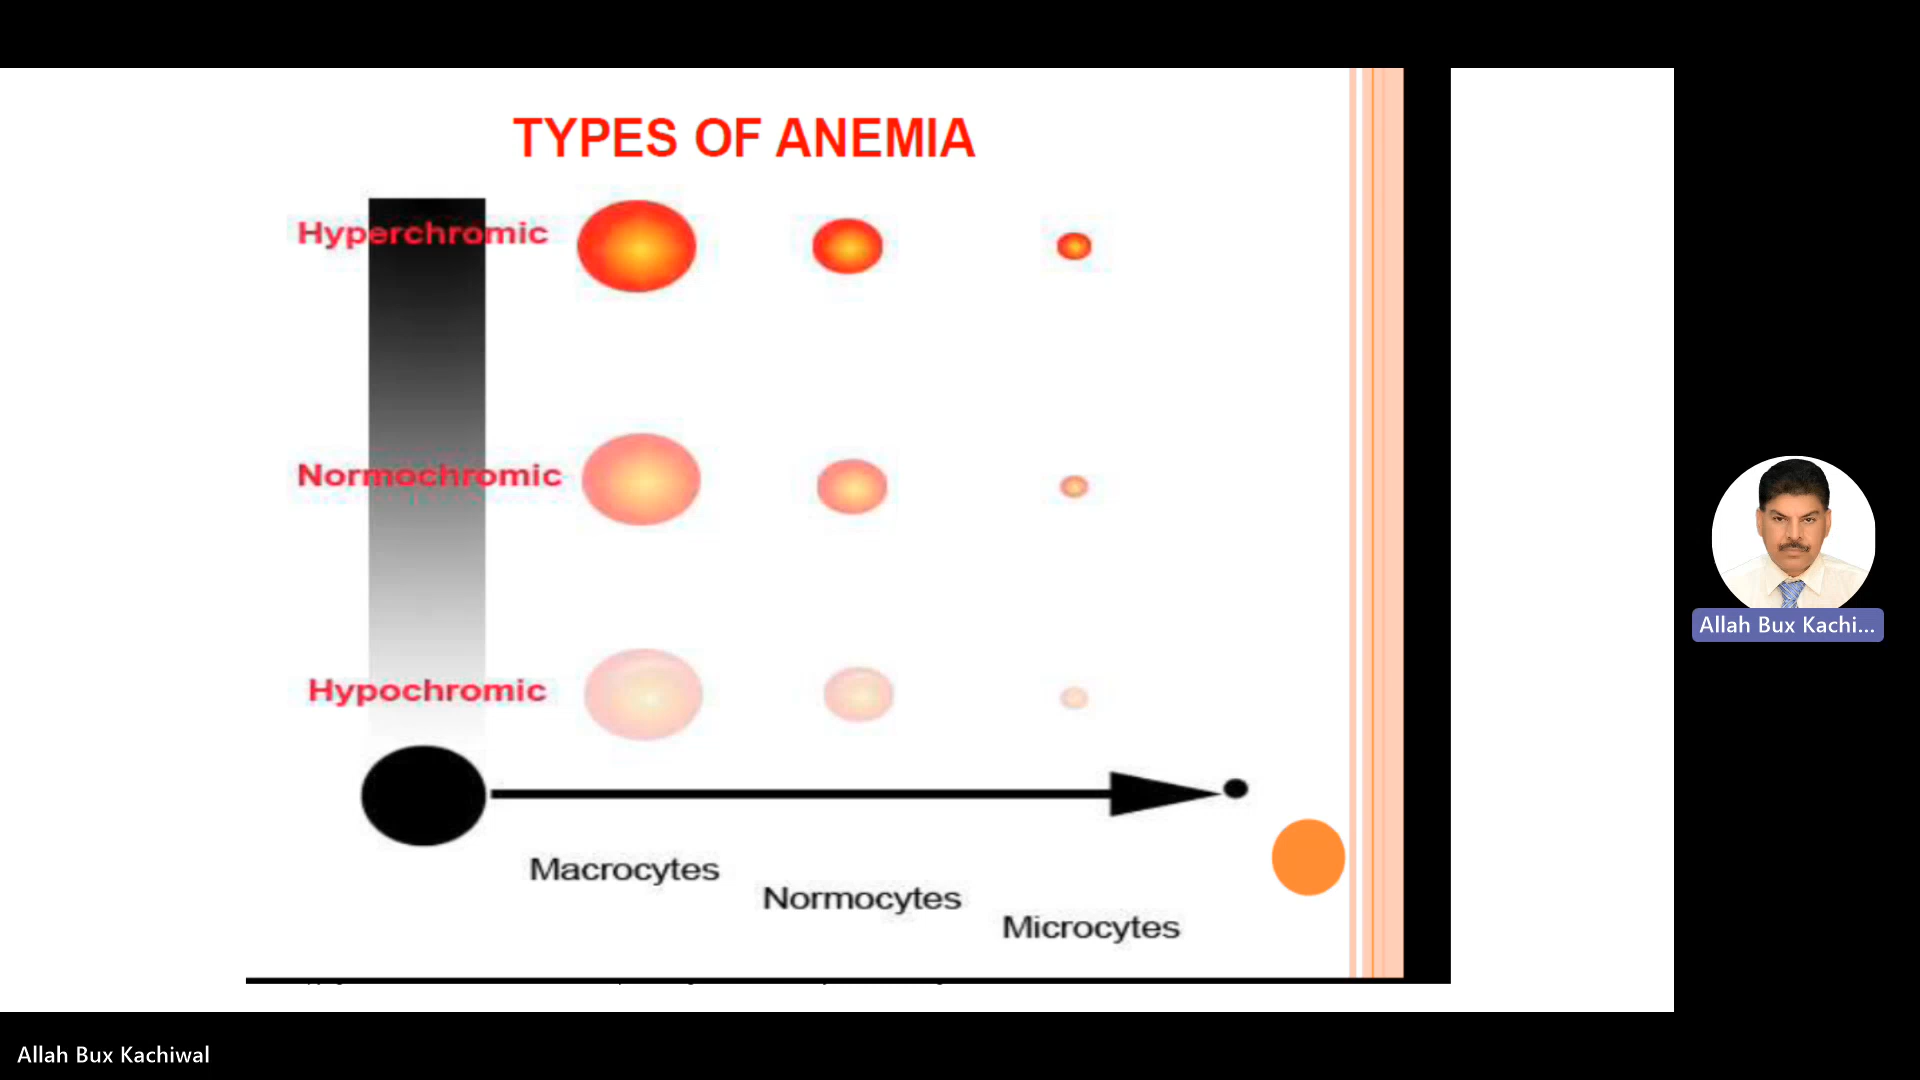 TYPES OF ANEMIA
Hyperchromic
Normochromic
Hypochromic
Macrocytes
Normocytes
Microcytes
Allah Bux Kachi...
Allah Bux Kachiwal